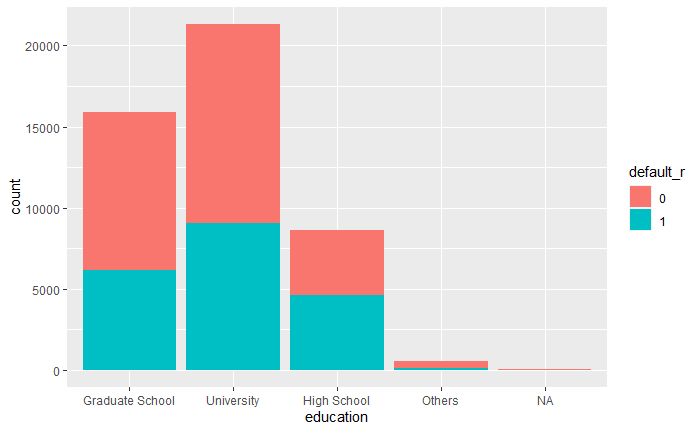 20000
15000
10000
5000
0
count
Graduate School University High School Others NA
education
default_r
0
1